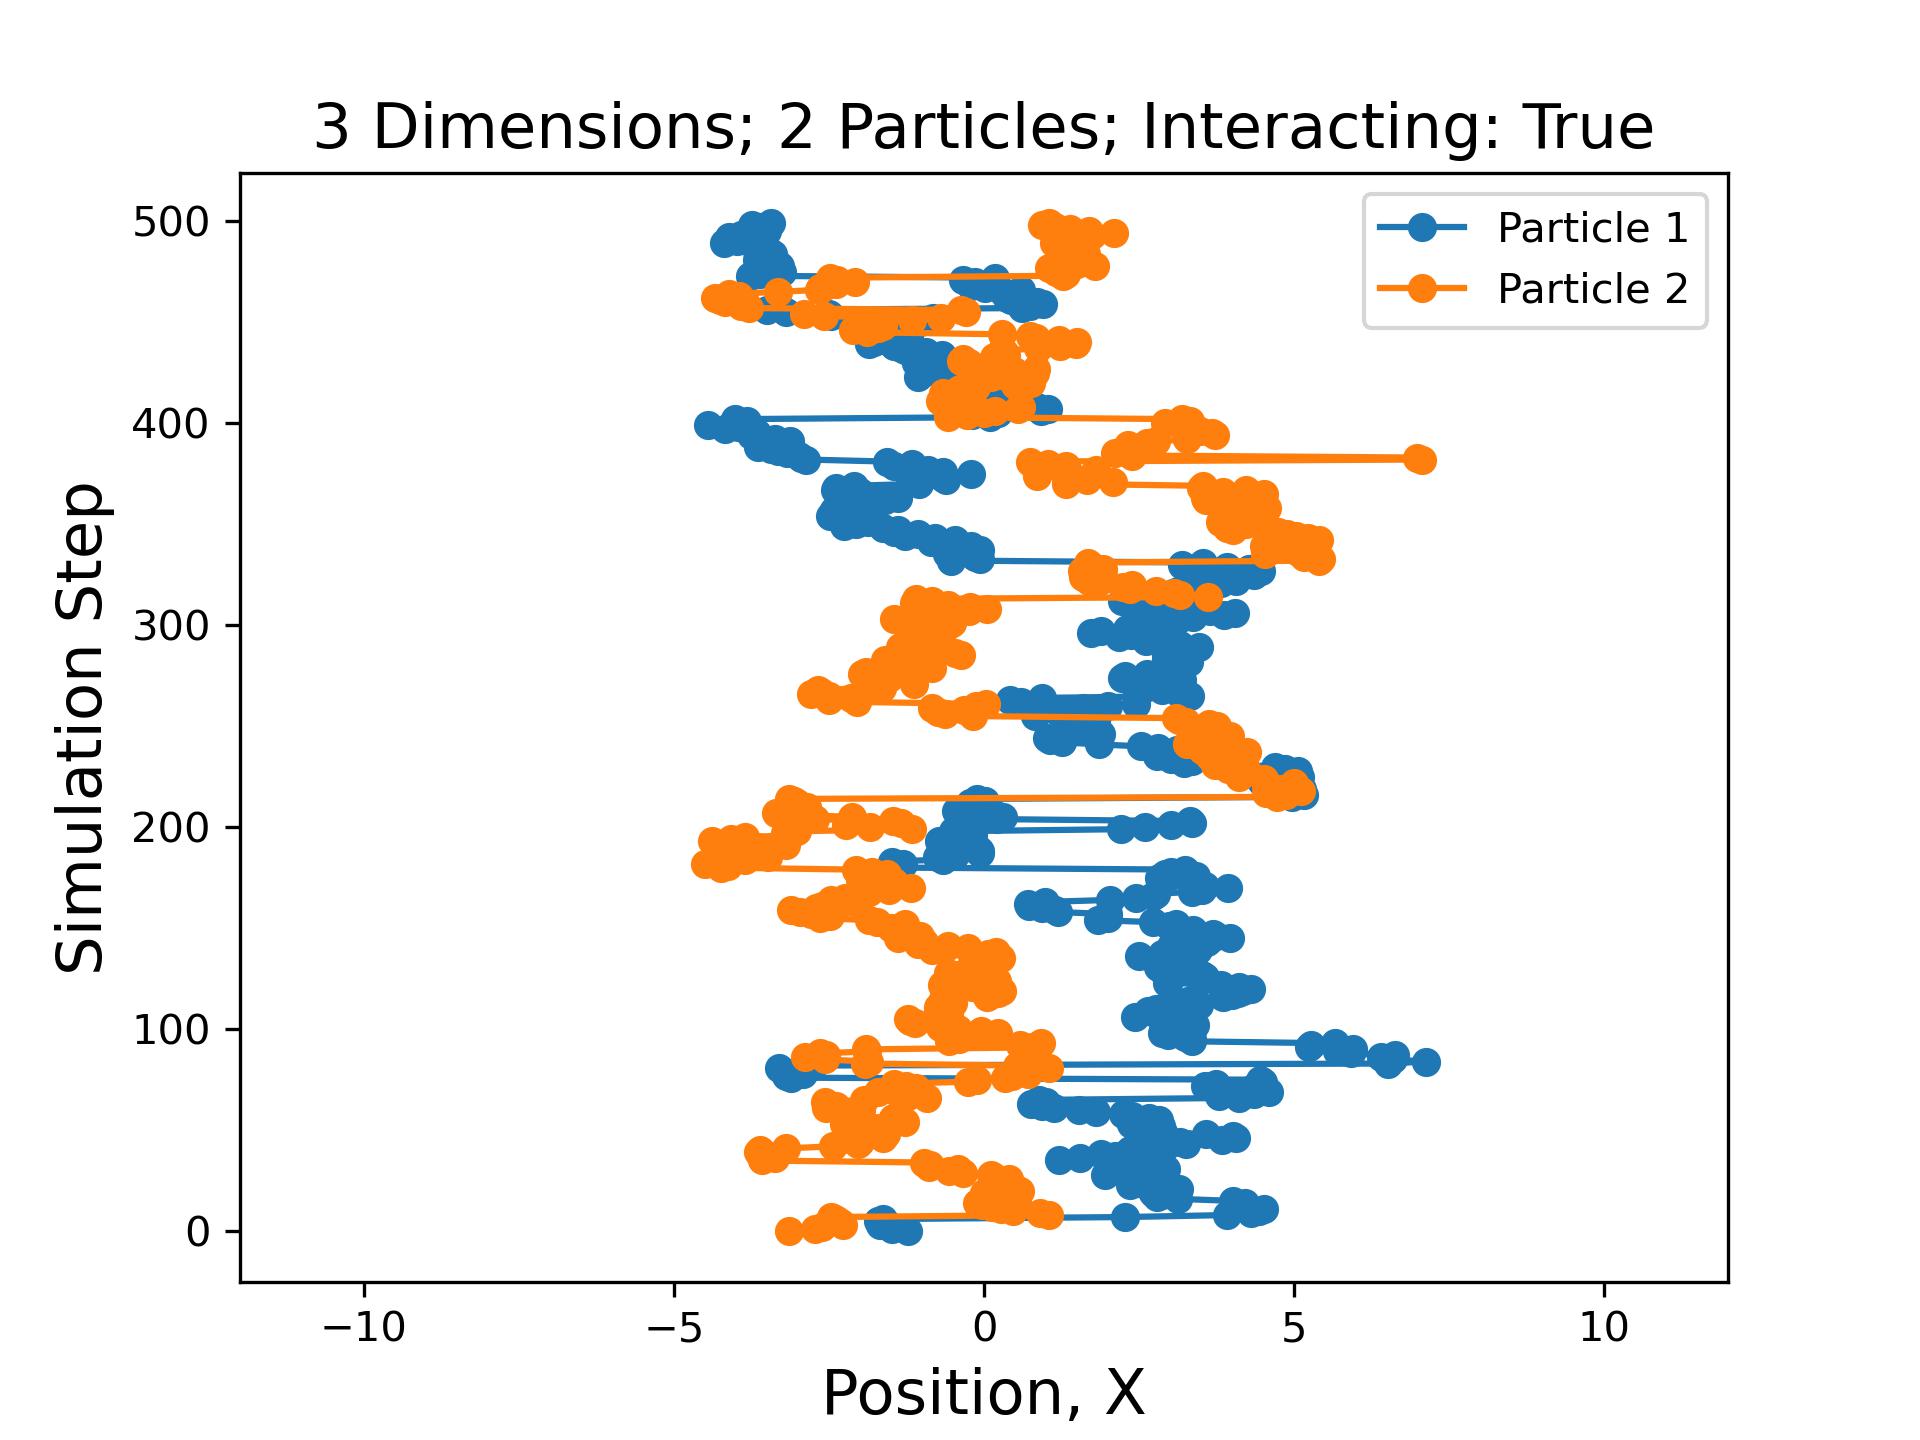 3 Dimensions; 2 Particles; Interacting: True
Particle 1
Particle 2
500
400
300
200
100
0
Simulation Step
−10
−5
0
5
10
Position, X